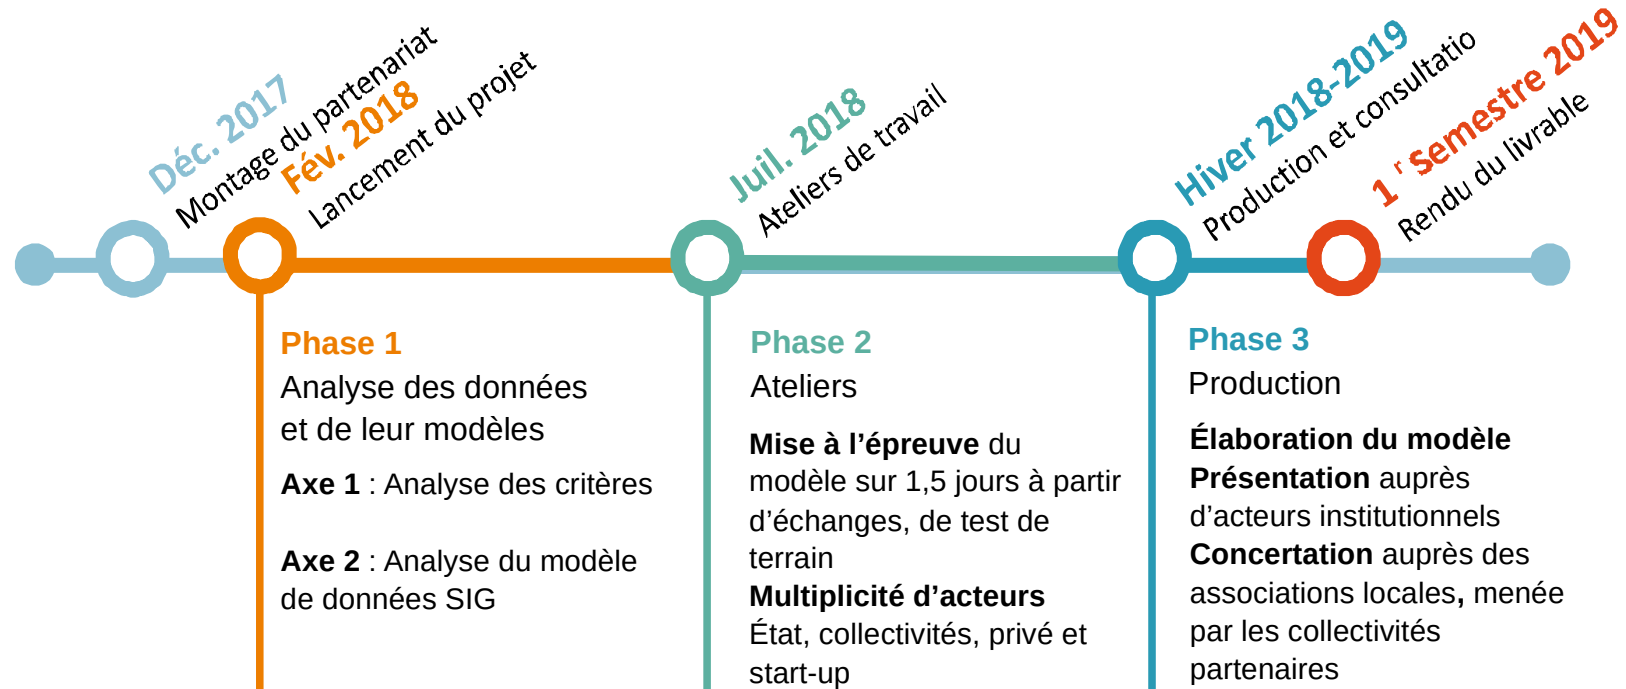 Déc. 2017
Montage du partenariat
Fév. 2018
Lancement du projet
Juil. 2018
Ateliers de travail
Hiver 2018-2019
Production et consultatio
1 r Semestre 2019
Rendu du livrable
Phase 1
Analyse des données
et de leur modèles
Axe 1 : Analyse des critères
Axe 2 : Analyse du modèle
de données SIG
Phase 2
Ateliers
Mise à l’épreuve du
modèle sur 1,5 jours à partir
d’échanges, de test de
terrain
Multiplicité d’acteurs
État, collectivités, privé et
start-up
Phase 3
Production
Élaboration du modèle
Présentation auprès
d’acteurs institutionnels
Concertation auprès des
associations locales, menée
par les collectivités
partenaires